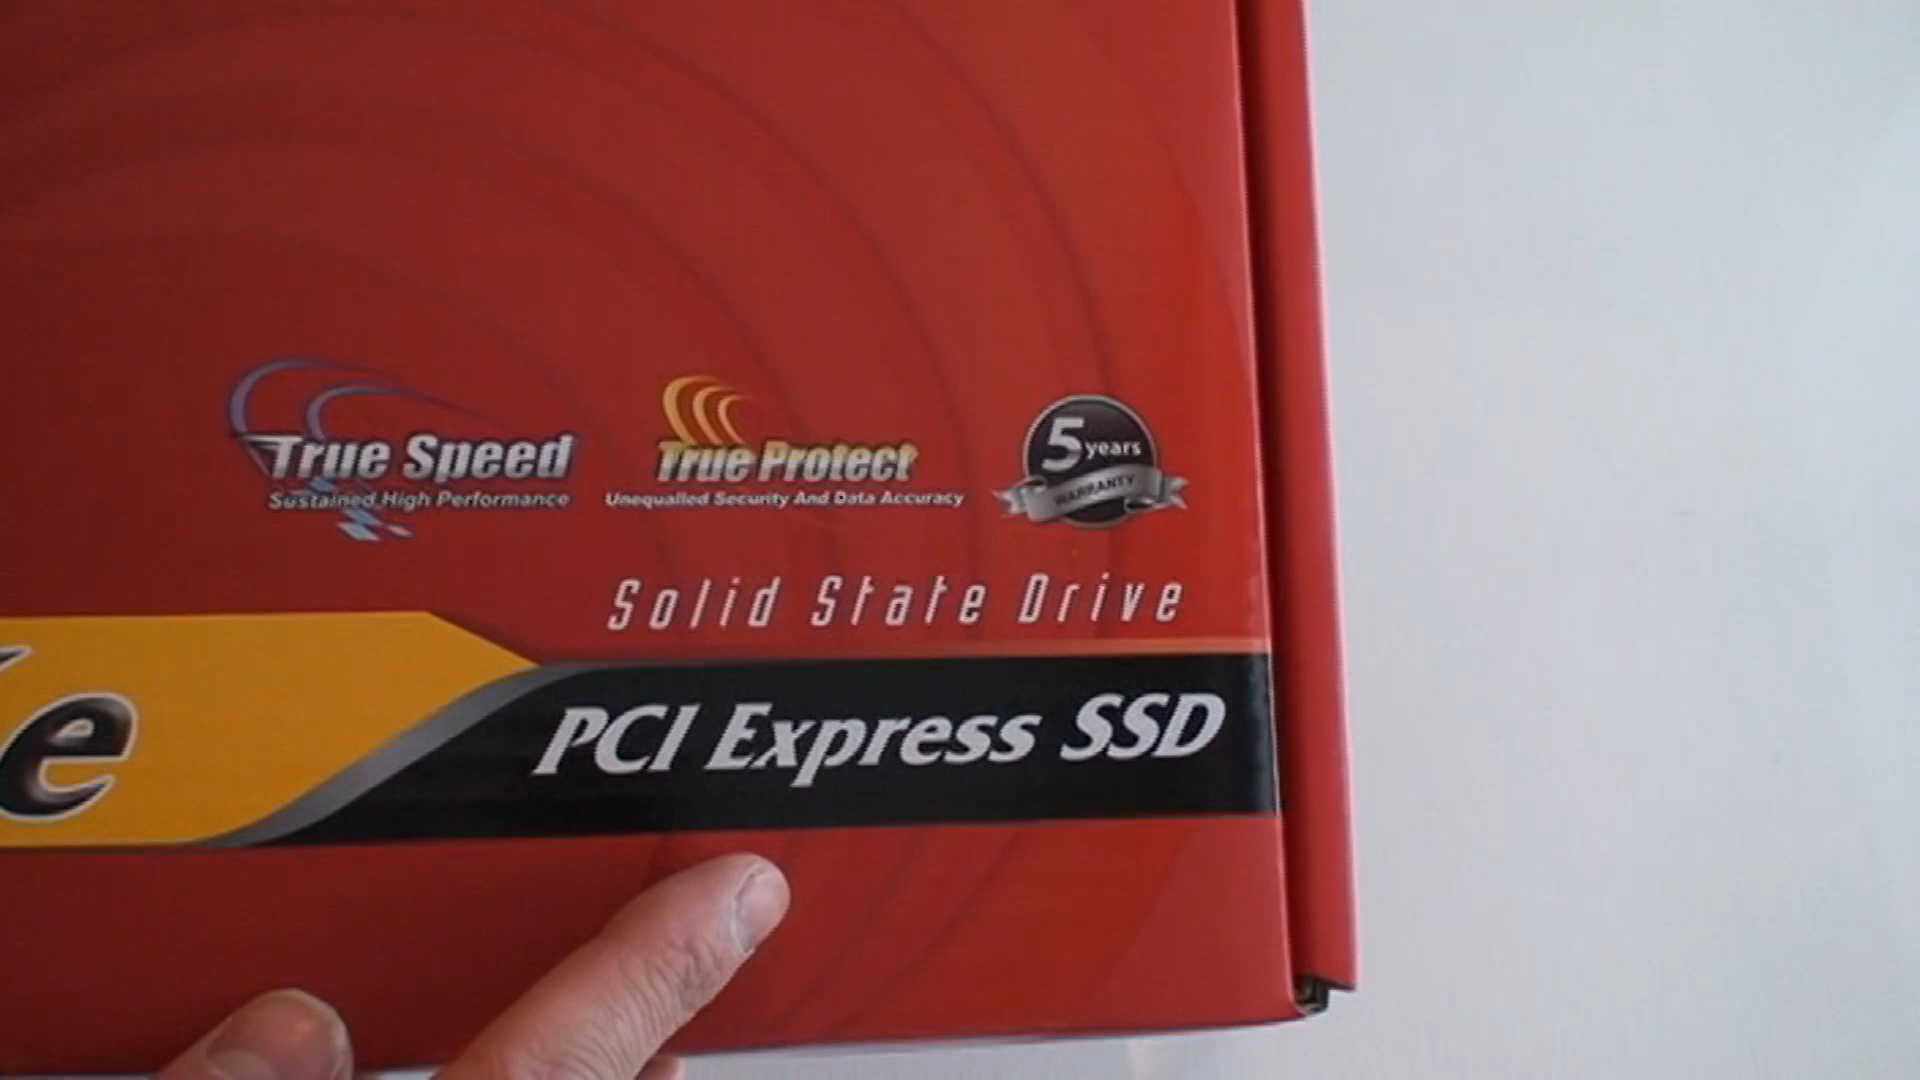 True Speed
Sustained High Performance
True Protect
Unequalled Security And Data Accuracy
5 years
WARRANTY
Solid State Drive
e
PCI Express SSD